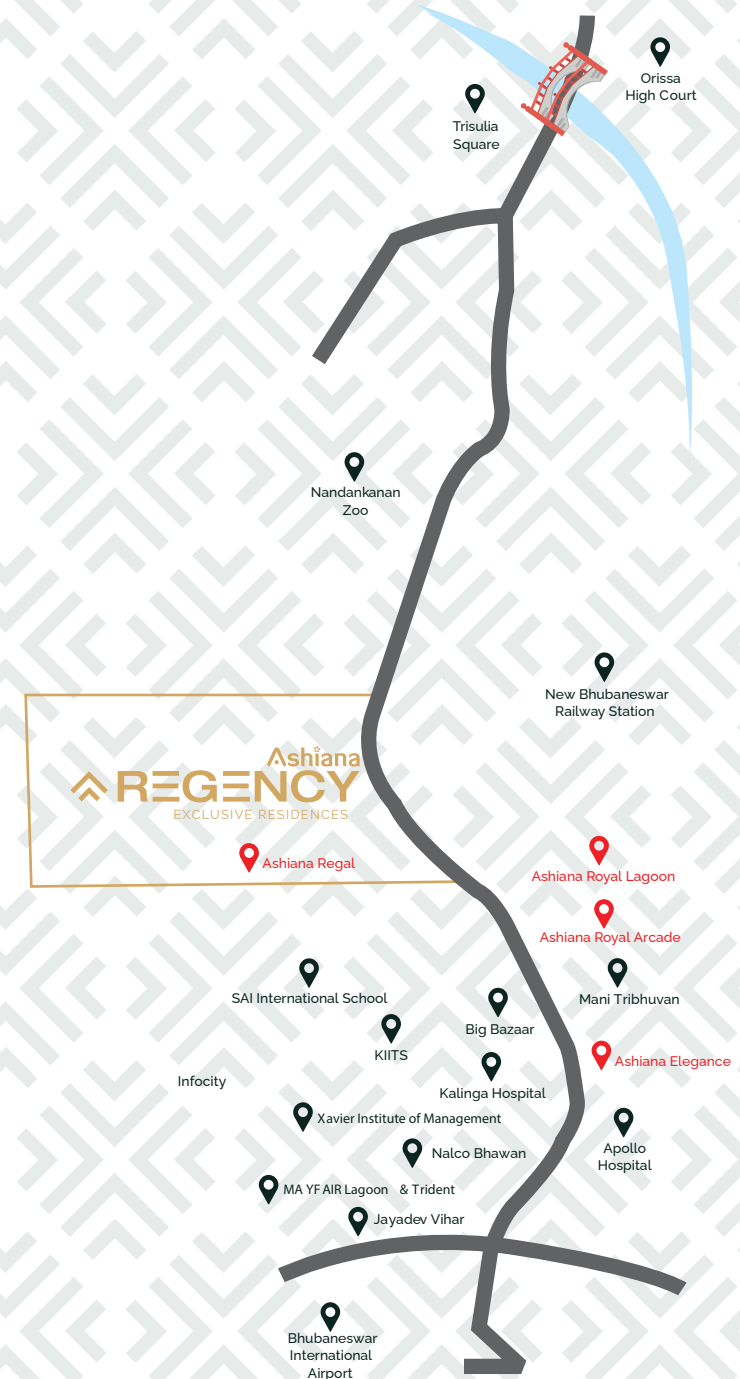 Orissa
High Court
Trisulia
Square
Nandankanan
Zoo
New Bhubaneswar
Railway Station
Ashiana
REGENCY
EXCLUSIVE RESIDENCES
Ashiana Regal
Ashiana Royal Lagoon
Ashiana Royal Arcade
SAI International School
Mani Tribhuvan
Big Bazaar
KIITS
Ashiana Elegance
Infocity
Kalinga Hospital
Xavier Institute of Management
Nalco Bhawan
Apollo
Hospital
MA YF AIR Lagoon & Trident
Jayadev Vihar
Bhubaneswar
International
Airport